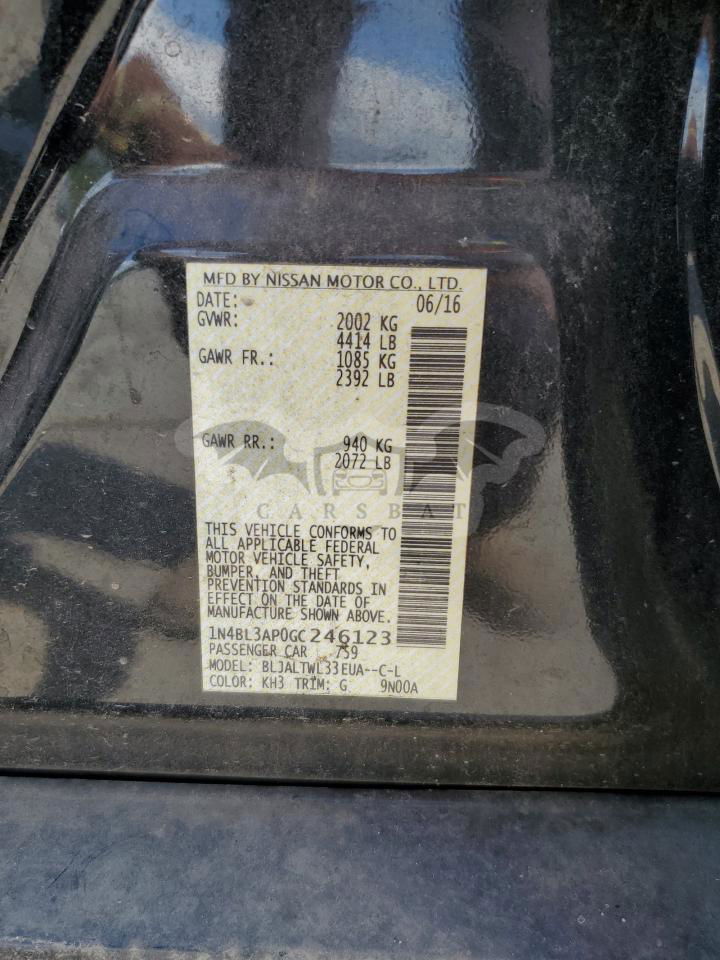 MFD BY NISSAN MOTOR CO., LTD.
DATE: 06/16
GVWR: 2002 KG
4414 LB
GAWR FR.: 1085 KG
2392 LB
GAWR RR.: 940 KG
2072 LB
CARSBAT
THIS VEHICLE CONFORMS TO
ALL APPLICABLE FEDERAL
MOTOR VEHICLE SAFETY,
BUMPER, AND THEFT
PREVENTION STANDARDS IN
EFFECT ON THE DATE OF
MANUFACTURE SHOWN ABOVE.
1N4BL3AP0GC246123
PASSENGER CAR 759
MODEL: BLJALTWL33EUA--C-L
COLOR: KH3 TRIM: G 9N00A